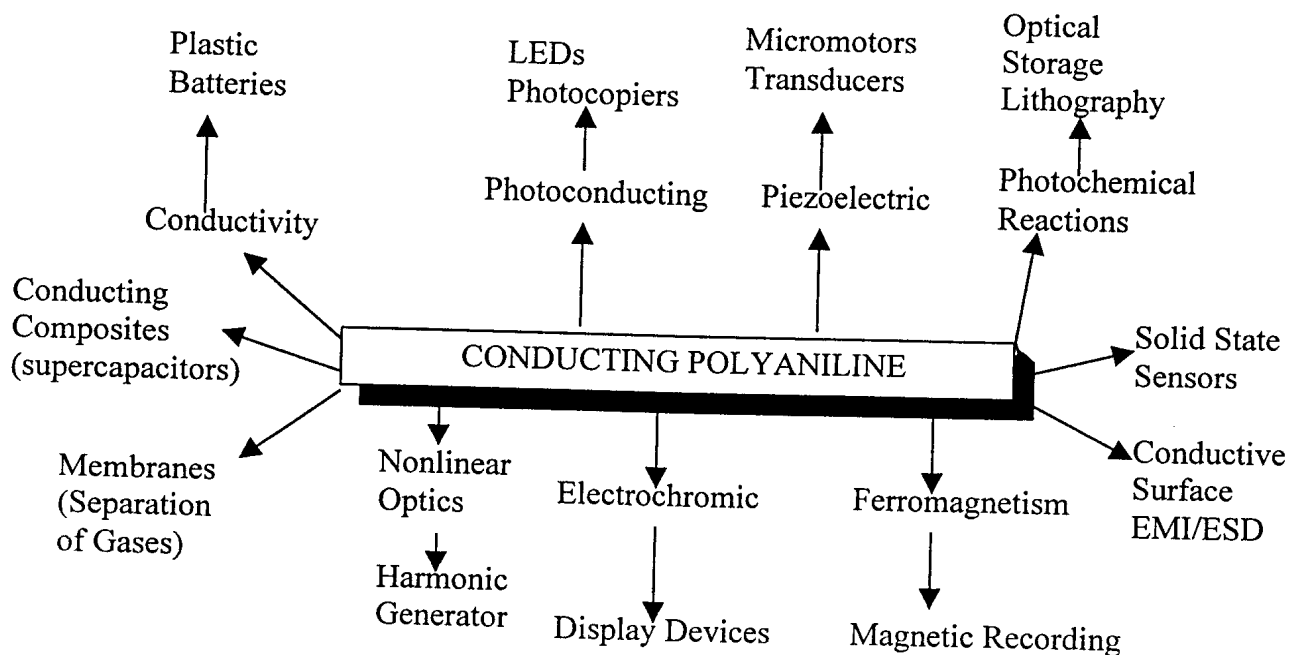 Plastic
Batteries
LEDs
Photocopiers
Micromotors
Transducers
Optical
Storage
Lithography
Conductivity
Photoconducting
Piezoelectric
Photochemical
Reactions
Conducting
Composites
(supercapacitors)
CONDUCTING POLYANILINE
Solid State
Sensors
Membranes
(Separation
of Gases)
Nonlinear
Optics
Electrochromic
Ferromagnetism
Conductive
Surface
EMI/ESD
Harmonic
Generator
Display Devices
Magnetic Recording